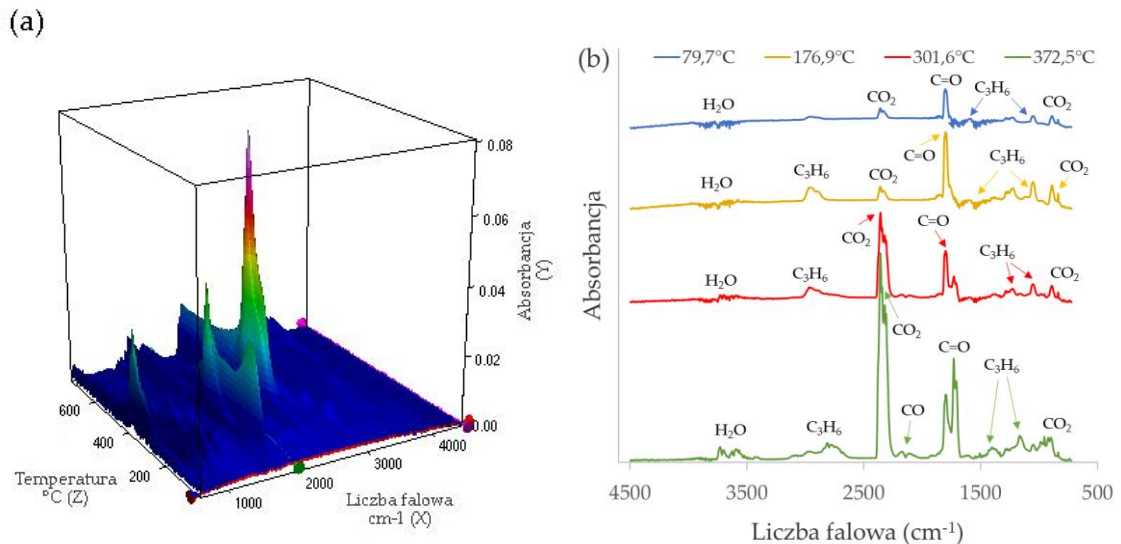 (a)
0.08
0.06
0.04
0.02
0.00
Absorbancja
(Y)
600
400
200
Temperatura
°C (Z)
1000
2000
3000
4000
Liczba falowa
cm-1 (X)
(b)
79,7°C 176,9°C 301,6°C 372,5°C
H₂O CO₂ C=O C₃H₆ CO₂
H₂O C₃H₆ CO₂ C=O C₃H₆ CO₂
H₂O C₃H₆ CO₂ C=O C₃H₆ CO₂
H₂O C₃H₆ CO₂ CO C=O C₃H₆ CO₂
Absorbancja
4500 3500 2500 1500 500
Liczba falowa (cm⁻¹)